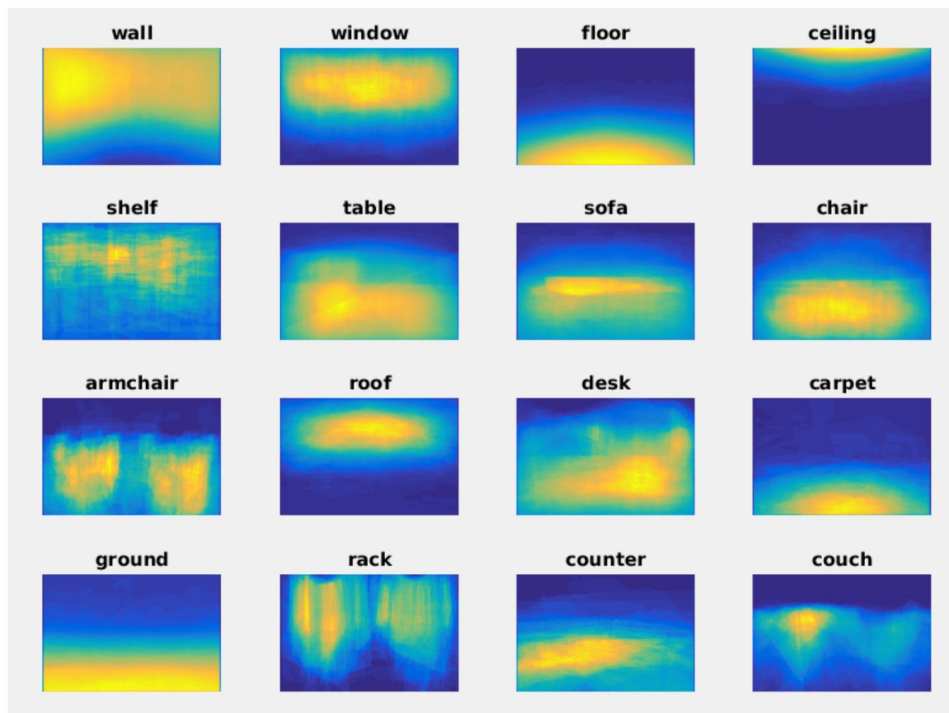 wall window floor ceiling
shelf table sofa chair
armchair roof desk carpet
ground rack counter couch